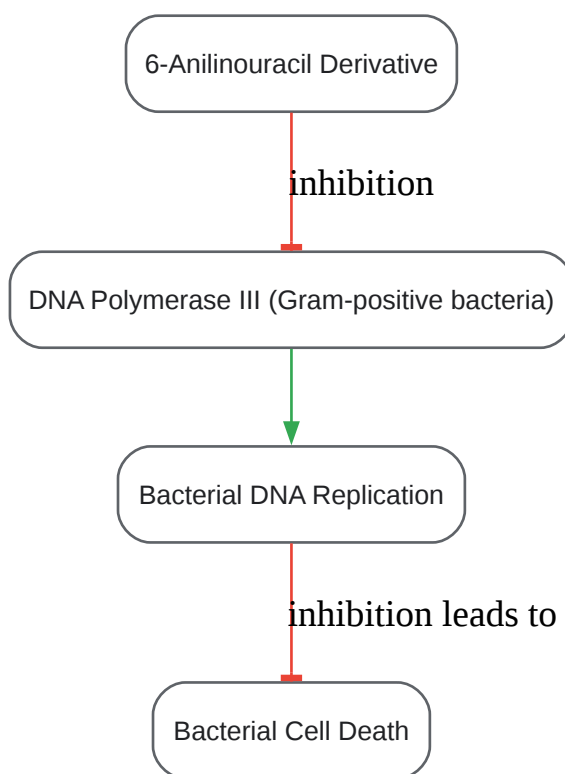 6-Anilinouracil Derivative
inhibition
DNA Polymerase III (Gram-positive bacteria)
Bacterial DNA Replication
inhibition leads to
Bacterial Cell Death